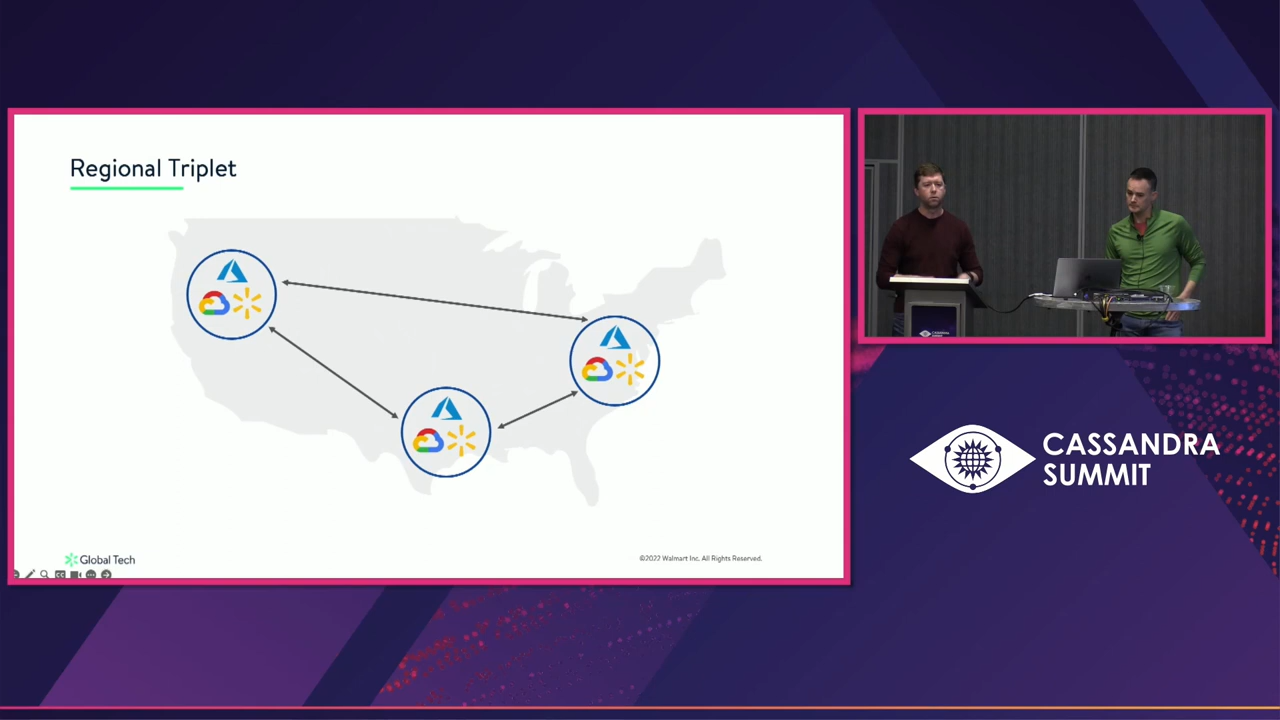 Regional Triplet
Global Tech
©2022 Walmart Inc. All Rights Reserved.
CASSANDRA
SUMMIT